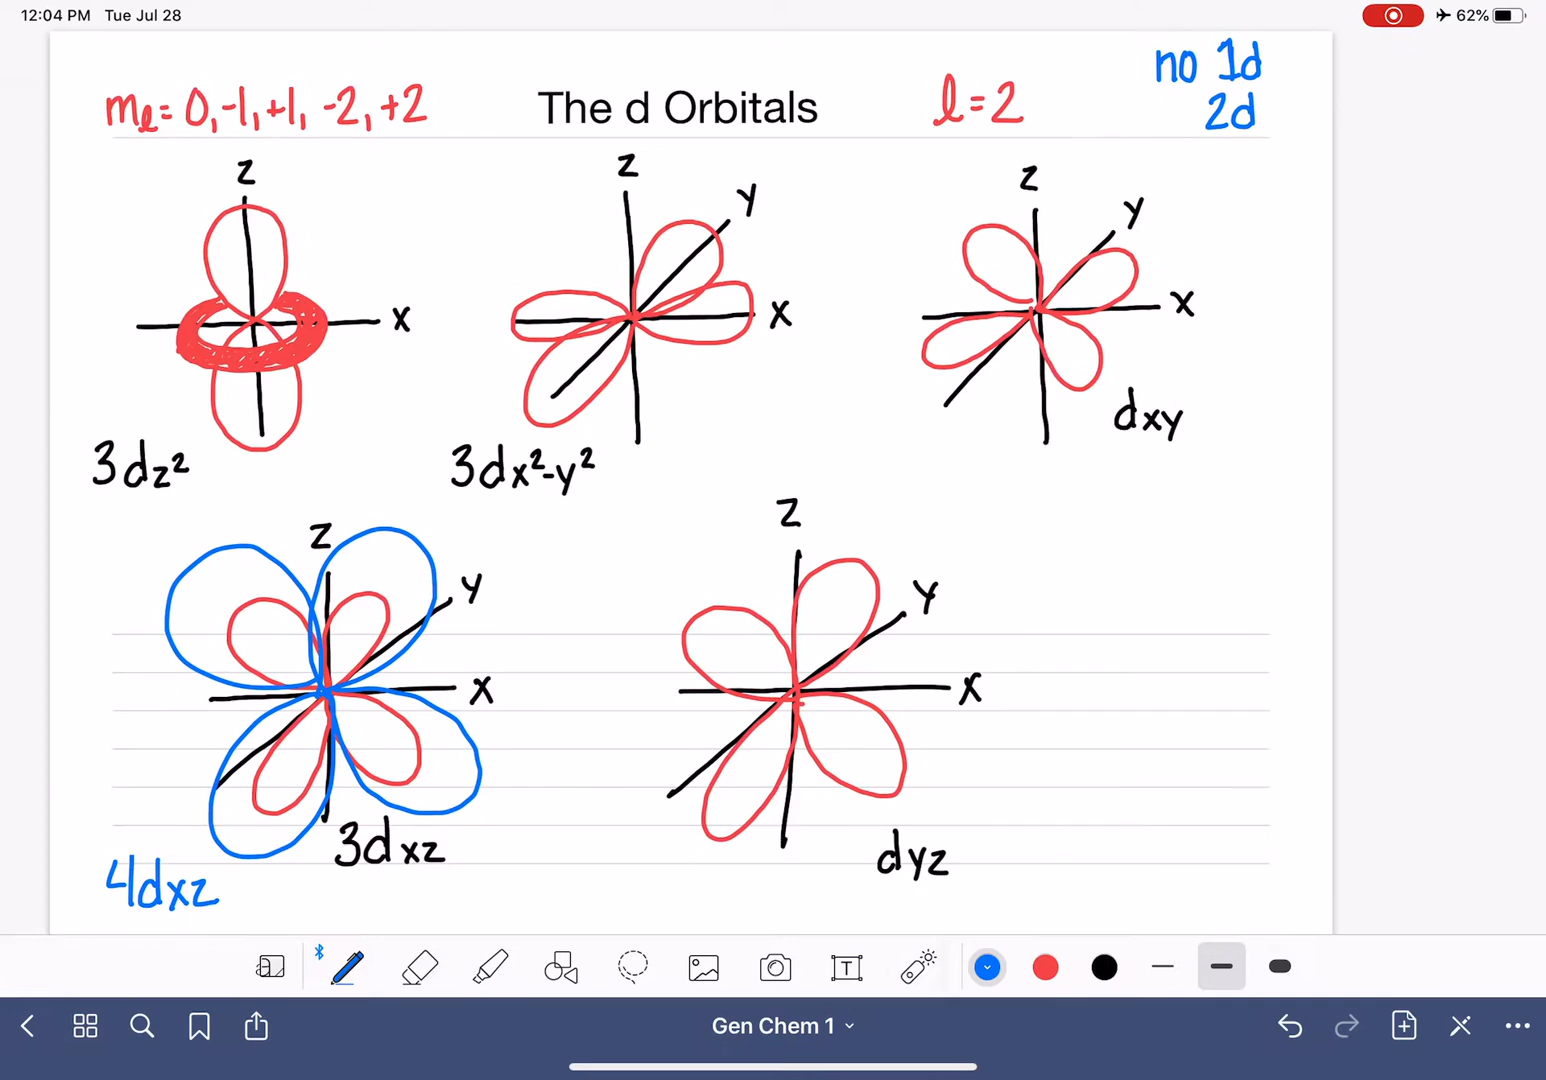 12:04 PM Tue Jul 28
62%
no 1d
2d
mℓ = 0, -1, +1, -2, +2
The d Orbitals
ℓ = 2
z
x
3dz²
z
y
x
3dx²-y²
z
y
x
dxy
z
y
x
3dxz
4dxz
z
y
x
dyz
T
Gen Chem 1